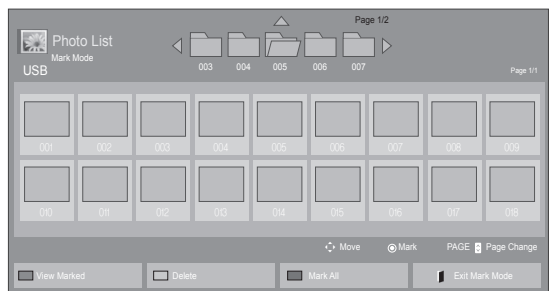 Page 1/2
Photo List
Mark Mode
USB
003 004 005 006 007
Page 1/1
001 002 003 004 005 006 007 008 009
010 011 012 013 014 015 016 017 018
Move Mark PAGE Page Change
View Marked Delete Mark All Exit Mark Mode